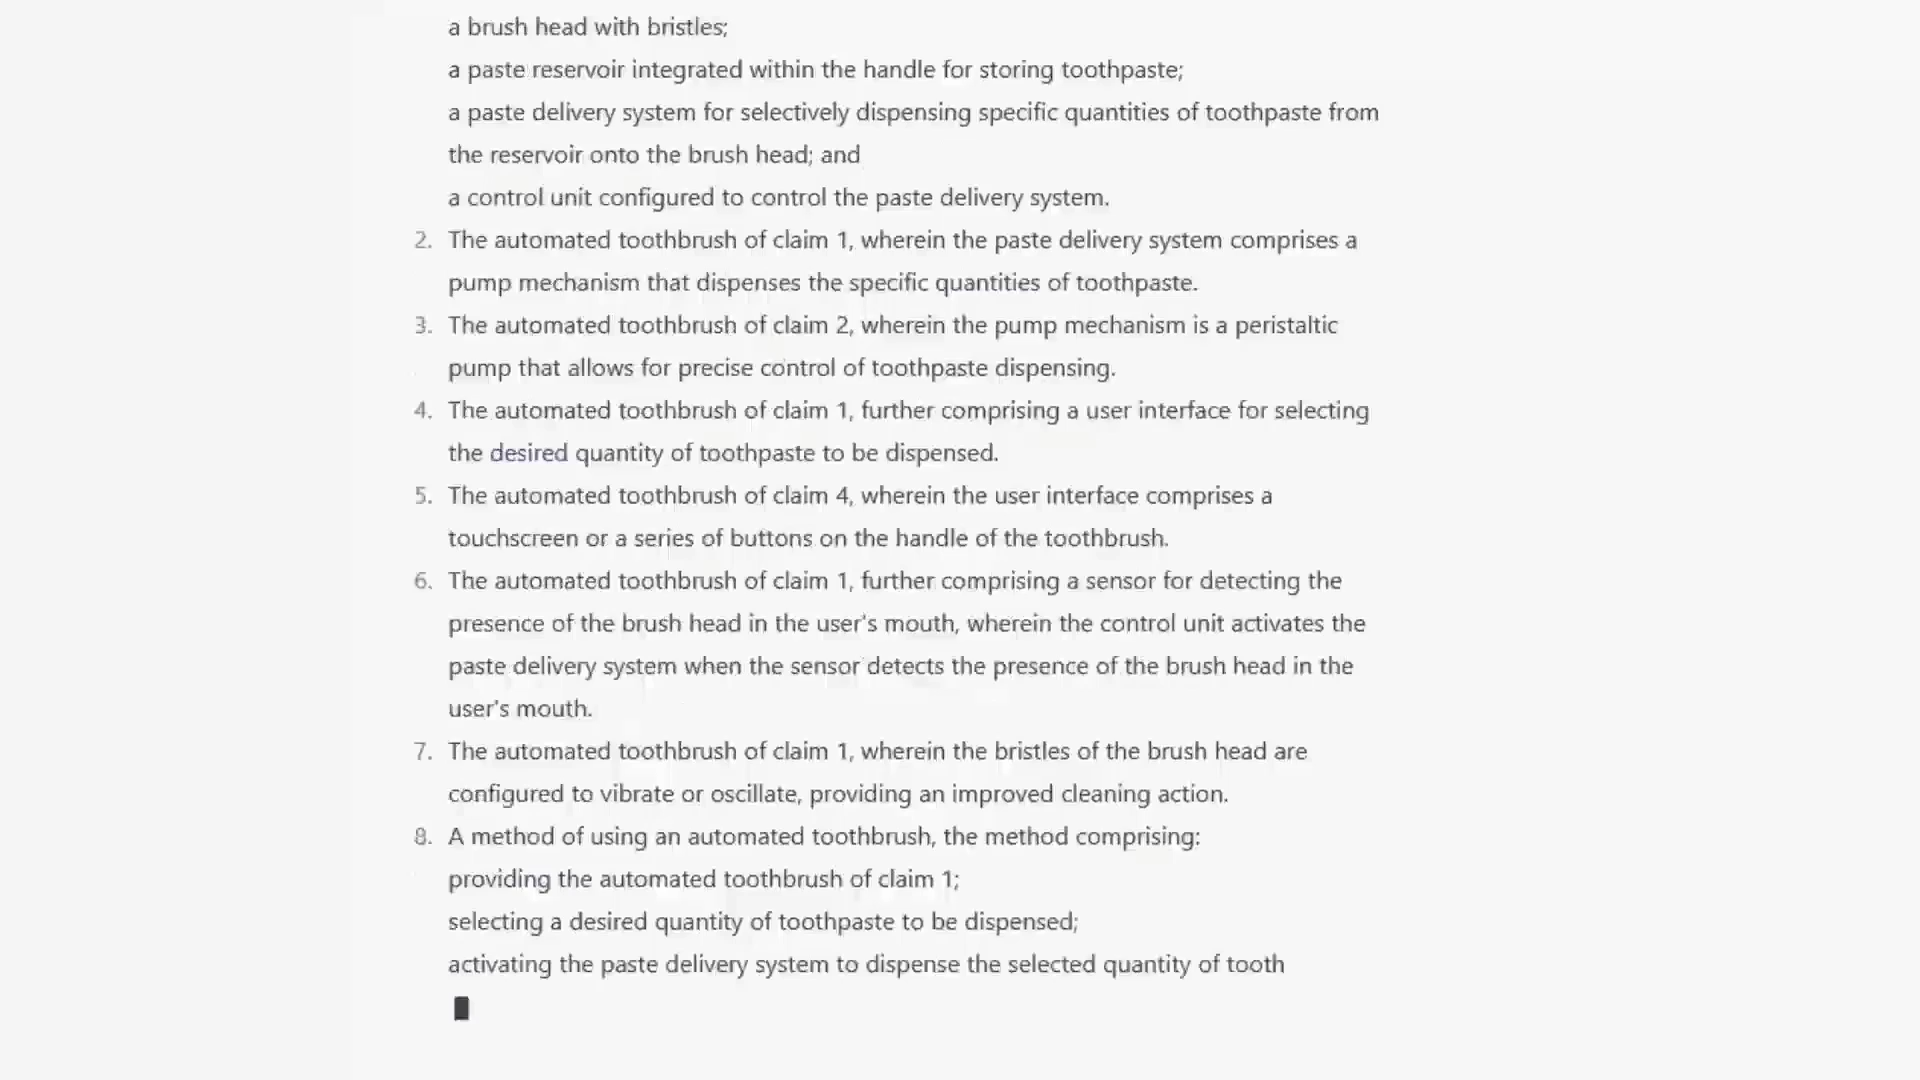 a brush head with bristles;
a paste reservoir integrated within the handle for storing toothpaste;
a paste delivery system for selectively dispensing specific quantities of toothpaste from
the reservoir onto the brush head; and
a control unit configured to control the paste delivery system.
2. The automated toothbrush of claim 1, wherein the paste delivery system comprises a
pump mechanism that dispenses the specific quantities of toothpaste.
3. The automated toothbrush of claim 2, wherein the pump mechanism is a peristaltic
pump that allows for precise control of toothpaste dispensing.
4. The automated toothbrush of claim 1, further comprising a user interface for selecting
the desired quantity of toothpaste to be dispensed.
5. The automated toothbrush of claim 4, wherein the user interface comprises a
touchscreen or a series of buttons on the handle of the toothbrush.
6. The automated toothbrush of claim 1, further comprising a sensor for detecting the
presence of the brush head in the user's mouth, wherein the control unit activates the
paste delivery system when the sensor detects the presence of the brush head in the
user's mouth.
7. The automated toothbrush of claim 1, wherein the bristles of the brush head are
configured to vibrate or oscillate, providing an improved cleaning action.
8. A method of using an automated toothbrush, the method comprising:
providing the automated toothbrush of claim 1;
selecting a desired quantity of toothpaste to be dispensed;
activating the paste delivery system to dispense the selected quantity of tooth